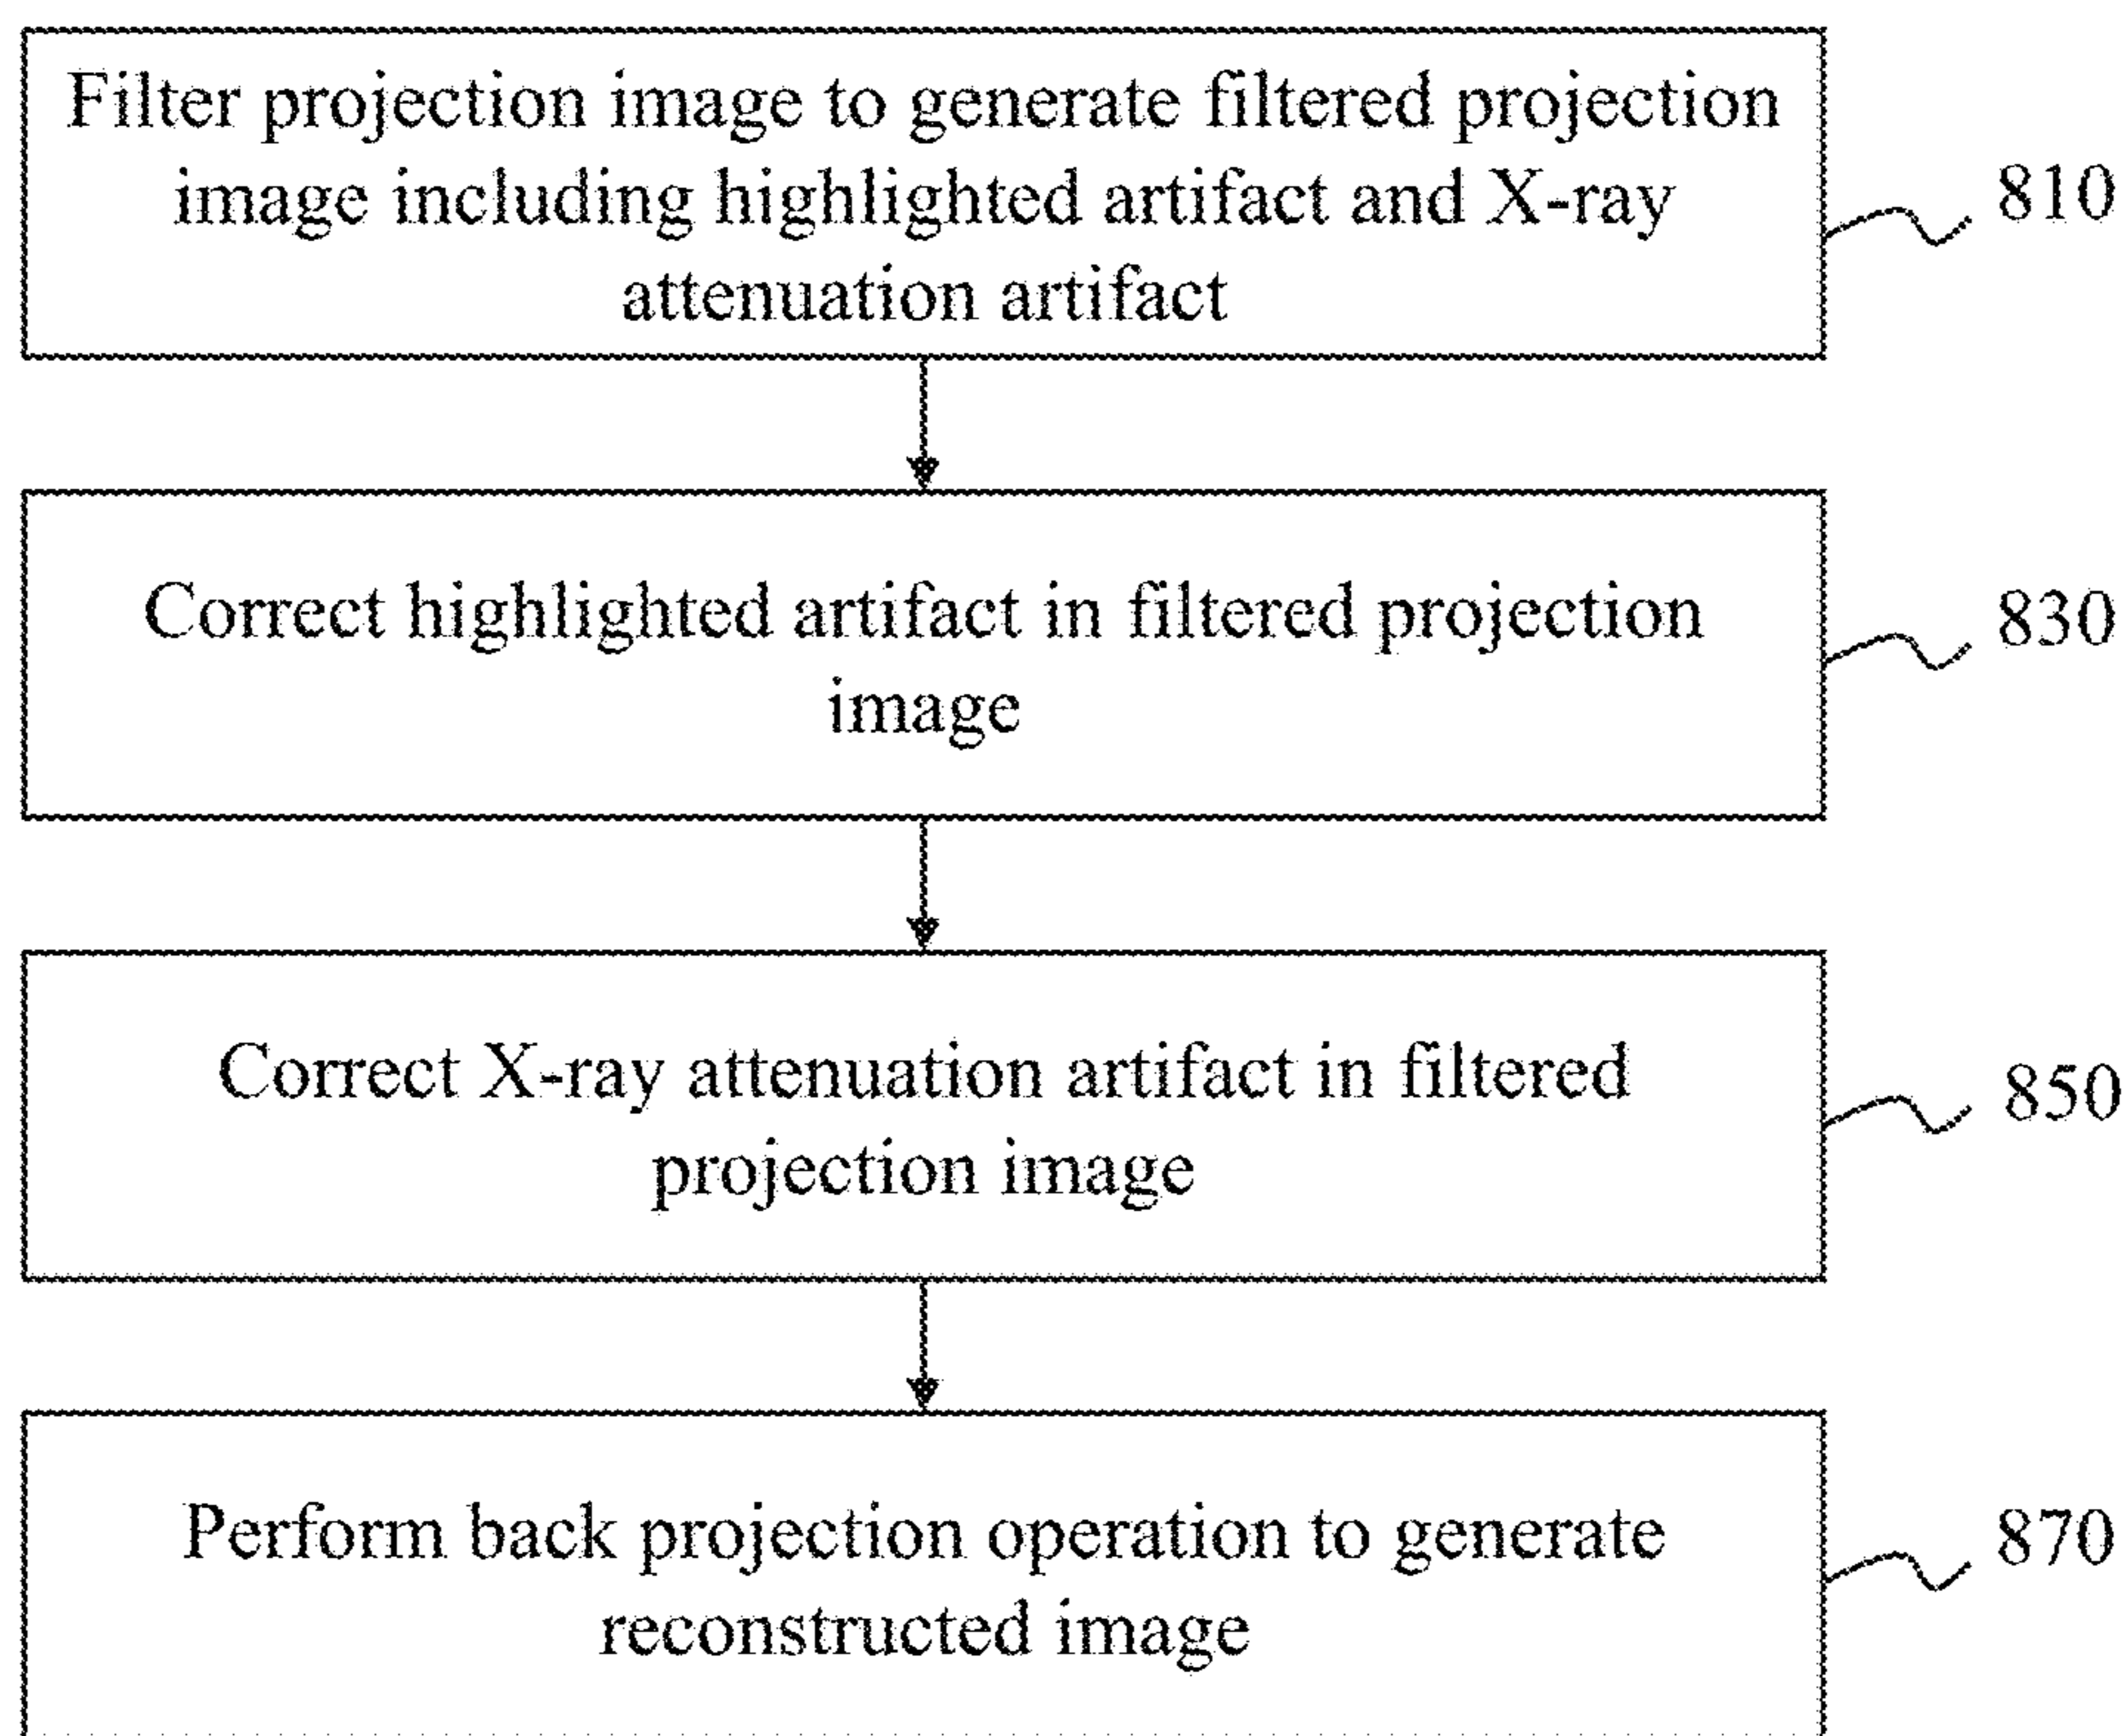 Filter projection image to generate filtered projection
image including highlighted artifact and X-ray
attenuation artifact
810
Correct highlighted artifact in filtered projection
image
830
Correct X-ray attenuation artifact in filtered
projection image
850
Perform back projection operation to generate
reconstructed image
870